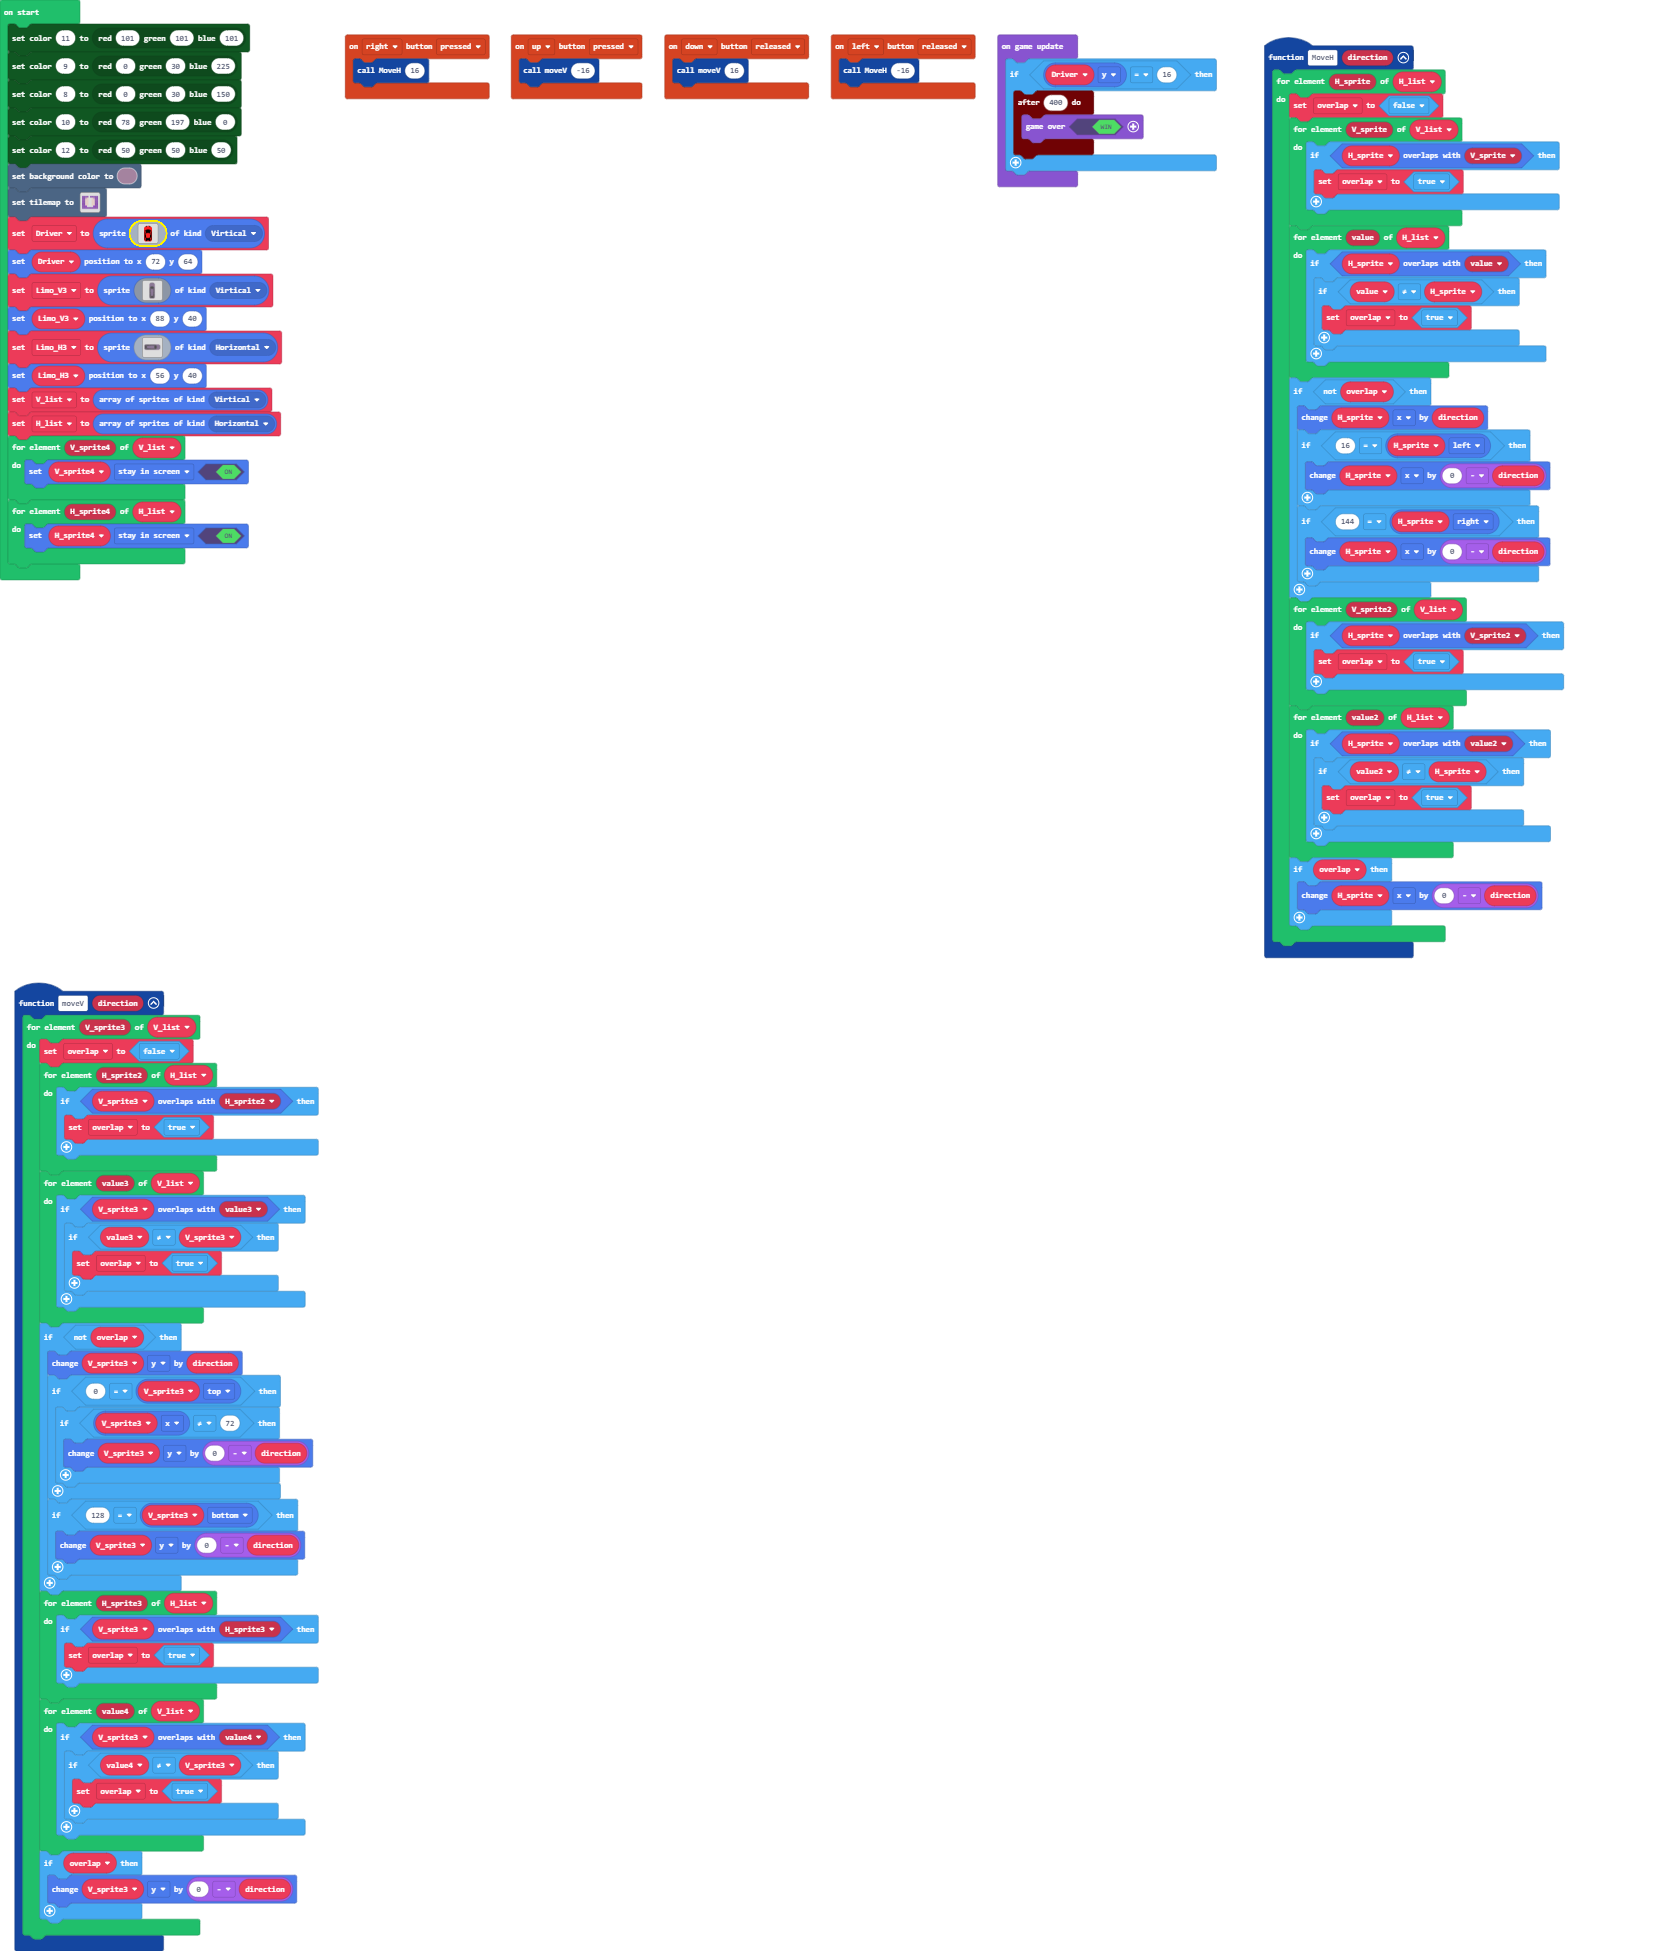 on start
set color 11 to red 101 green 101 blue 101
set color 9 to red 0 green 30 blue 225
set color 8 to red 0 green 30 blue 150
set color 10 to red 78 green 197 blue 0
set color 12 to red 50 green 50 blue 50
set background color to
set tilemap to
set Driver to sprite of kind Virtical
set Driver position to x 72 y 64
set Limo_V3 to sprite of kind Virtical
set Limo_V3 position to x 88 y 40
set Limo_H3 to sprite of kind Horizontal
set Limo_H3 position to x 56 y 40
set V_list to array of sprites of kind Virtical
set H_list to array of sprites of kind Horizontal
for element V_sprite4 of V_list
do set V_sprite4 stay in screen ON
for element H_sprite4 of H_list
do set H_sprite4 stay in screen ON
on right button pressed
call MoveH 16
on up button pressed
call moveV -16
on down button released
call moveV 16
on left button released
call MoveH -16
on game update
if Driver y = 16 then
after 400 do
game over WIN
function MoveH direction
for element H_sprite of H_list
do set overlap to false
for element V_sprite of V_list
do if H_sprite overlaps with V_sprite then
set overlap to true
for element value of H_list
do if H_sprite overlaps with value then
if value ≠ H_sprite then
set overlap to true
if not overlap then
change H_sprite x by direction
if 16 = H_sprite left then
change H_sprite x by 0 - direction
if 144 = H_sprite right then
change H_sprite x by 0 - direction
for element V_sprite2 of V_list
do if H_sprite overlaps with V_sprite2 then
set overlap to true
for element value2 of H_list
do if H_sprite overlaps with value2 then
if value2 ≠ H_sprite then
set overlap to true
if overlap then
change H_sprite x by 0 - direction
function moveV direction
for element V_sprite3 of V_list
do set overlap to false
for element H_sprite2 of H_list
do if V_sprite3 overlaps with H_sprite2 then
set overlap to true
for element value3 of V_list
do if V_sprite3 overlaps with value3 then
if value3 ≠ V_sprite3 then
set overlap to true
if not overlap then
change V_sprite3 y by direction
if 0 = V_sprite3 top then
if V_sprite3 x ≠ 72 then
change V_sprite3 y by 0 - direction
if 128 = V_sprite3 bottom then
change V_sprite3 y by 0 - direction
for element H_sprite3 of H_list
do if V_sprite3 overlaps with H_sprite3 then
set overlap to true
for element value4 of V_list
do if V_sprite3 overlaps with value4 then
if value4 ≠ V_sprite3 then
set overlap to true
if overlap then
change V_sprite3 y by 0 - direction